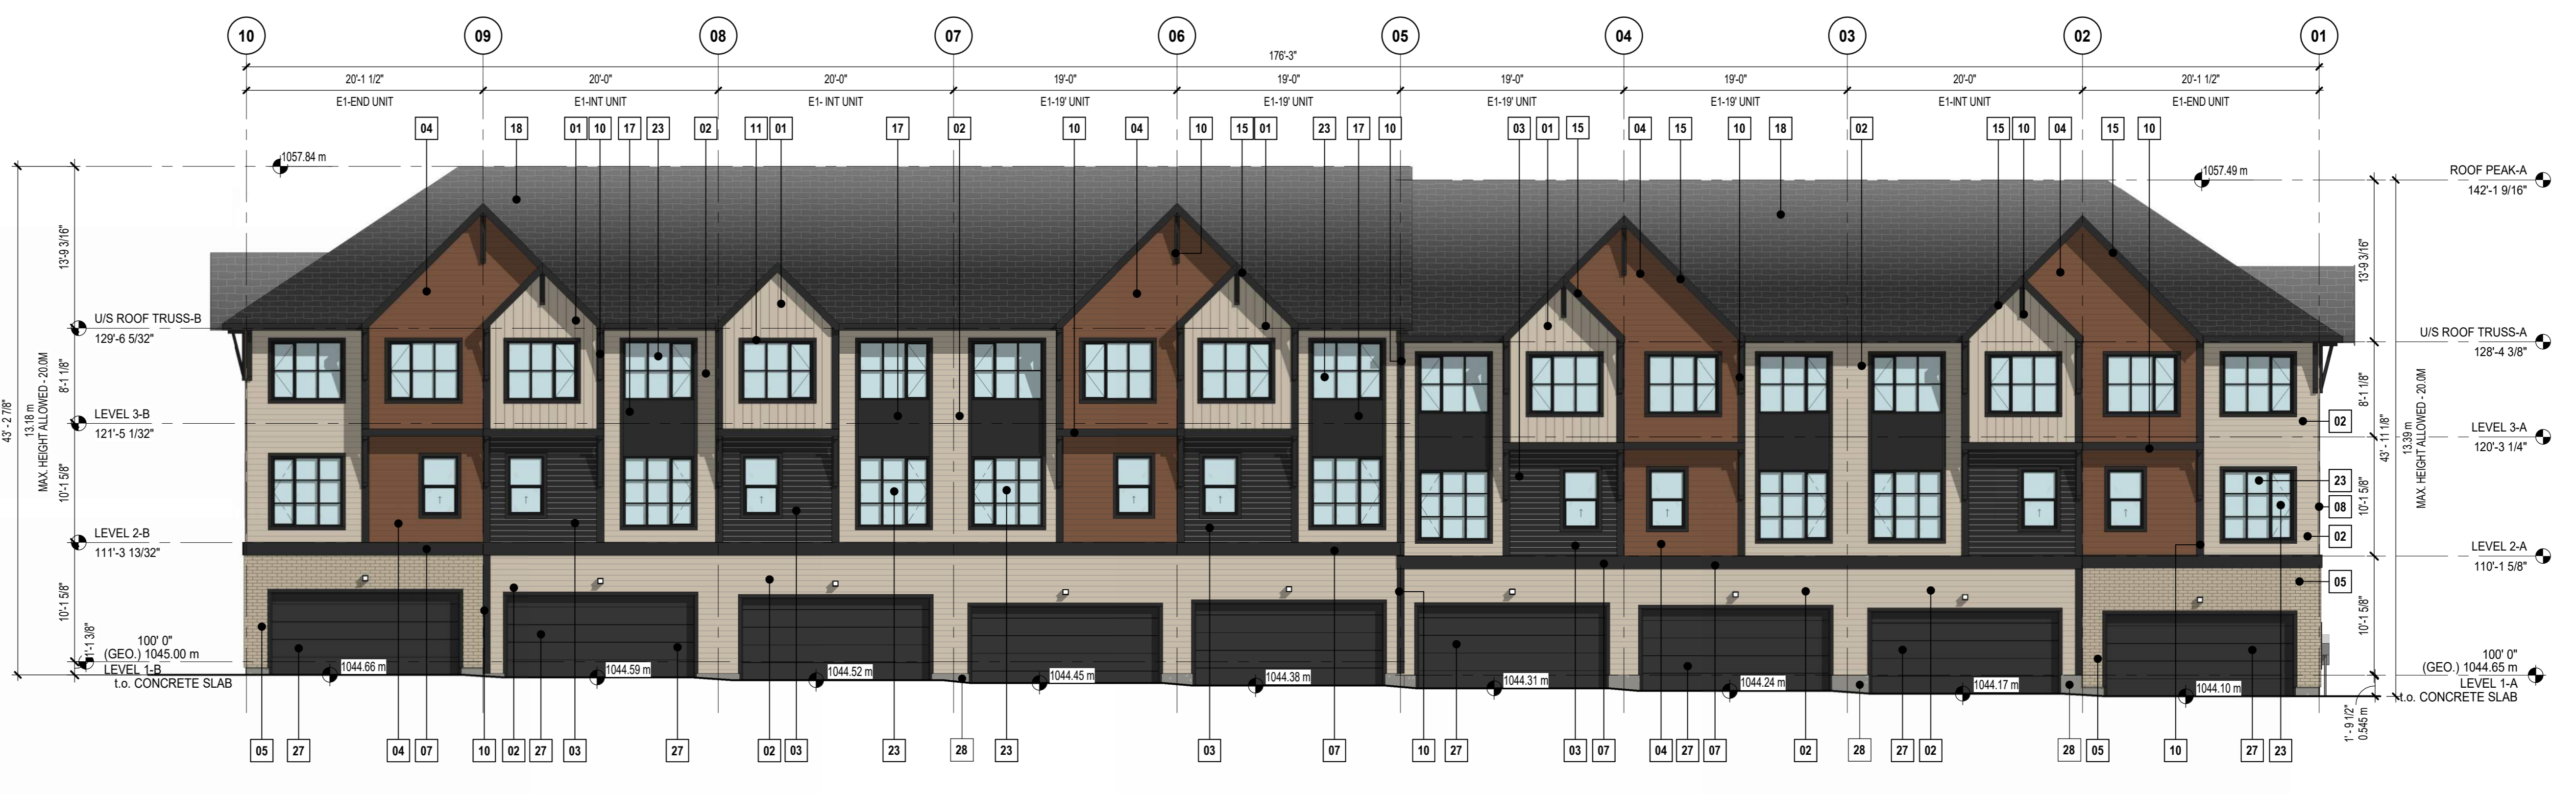 10 09 08 07 06 05 04 03 02 01
176'-3"
20'-1 1/2" 20'-0" 20'-0" 19'-0" 19'-0" 19'-0" 19'-0" 20'-0" 20'-1 1/2"
E1-END UNIT E1-INT UNIT E1- INT UNIT E1-19' UNIT E1-19' UNIT E1-19' UNIT E1-19' UNIT E1-INT UNIT E1-END UNIT
04 18 01 10 17 23 02 11 01 17 02 10 04 10 15 01 23 17 10 03 01 15 04 15 10 18 02 15 10 04 15 10
1057.84 m
1057.49 m
ROOF PEAK-A
142'-1 9/16"
U/S ROOF TRUSS-B
129'-6 5/32"
LEVEL 3-B
121'-5 1/32"
LEVEL 2-B
111'-3 13/32"
100' 0"
(GEO.) 1045.00 m
LEVEL 1-B
t.o. CONCRETE SLAB
43' - 2 7/8"
13.18 m
MAX. HEIGHT ALLOWED - 20.0M
13'-9 3/16"
8'-1 1/8"
10'-1 5/8"
10'-1 5/8"
1'-1 3/8"
U/S ROOF TRUSS-A
128'-4 3/8"
LEVEL 3-A
120'-3 1/4"
LEVEL 2-A
110'-1 5/8"
100' 0"
(GEO.) 1044.65 m
LEVEL 1-A
t.o. CONCRETE SLAB
13'-9 3/16"
8'-1 1/8"
10'-1 5/8"
10'-1 5/8"
43' - 11 1/8"
13.39 m
MAX. HEIGHT ALLOWED - 20.0M
1' - 9 1/2"
0.545 m
02
23
08
02
05
1044.66 m 1044.59 m 1044.52 m 1044.45 m 1044.38 m 1044.31 m 1044.24 m 1044.17 m 1044.10 m
05 27 04 07 10 02 27 03 27 02 03 23 28 23 03 07 10 27 03 07 04 27 07 02 28 27 02 28 05 10 27 23